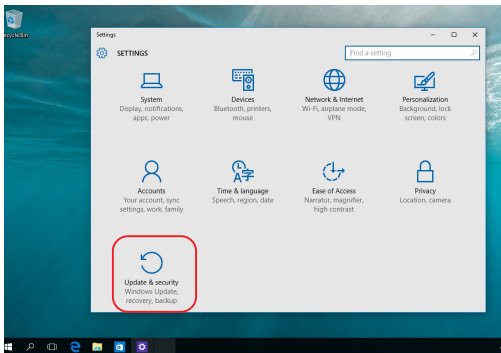 ecycle Bin
Settings
SETTINGS
Find a setting
System
Display, notifications,
apps, power
Devices
Bluetooth, printers,
mouse
Network & Internet
Wi-Fi, airplane mode,
VPN
Personalization
Background, lock
screen, colors
Accounts
Your account, sync
settings, work, family
Time & language
Speech, region, date
Ease of Access
Narrator, magnifier,
high contrast
Privacy
Location, camera
Update & security
Windows Update,
recovery, backup